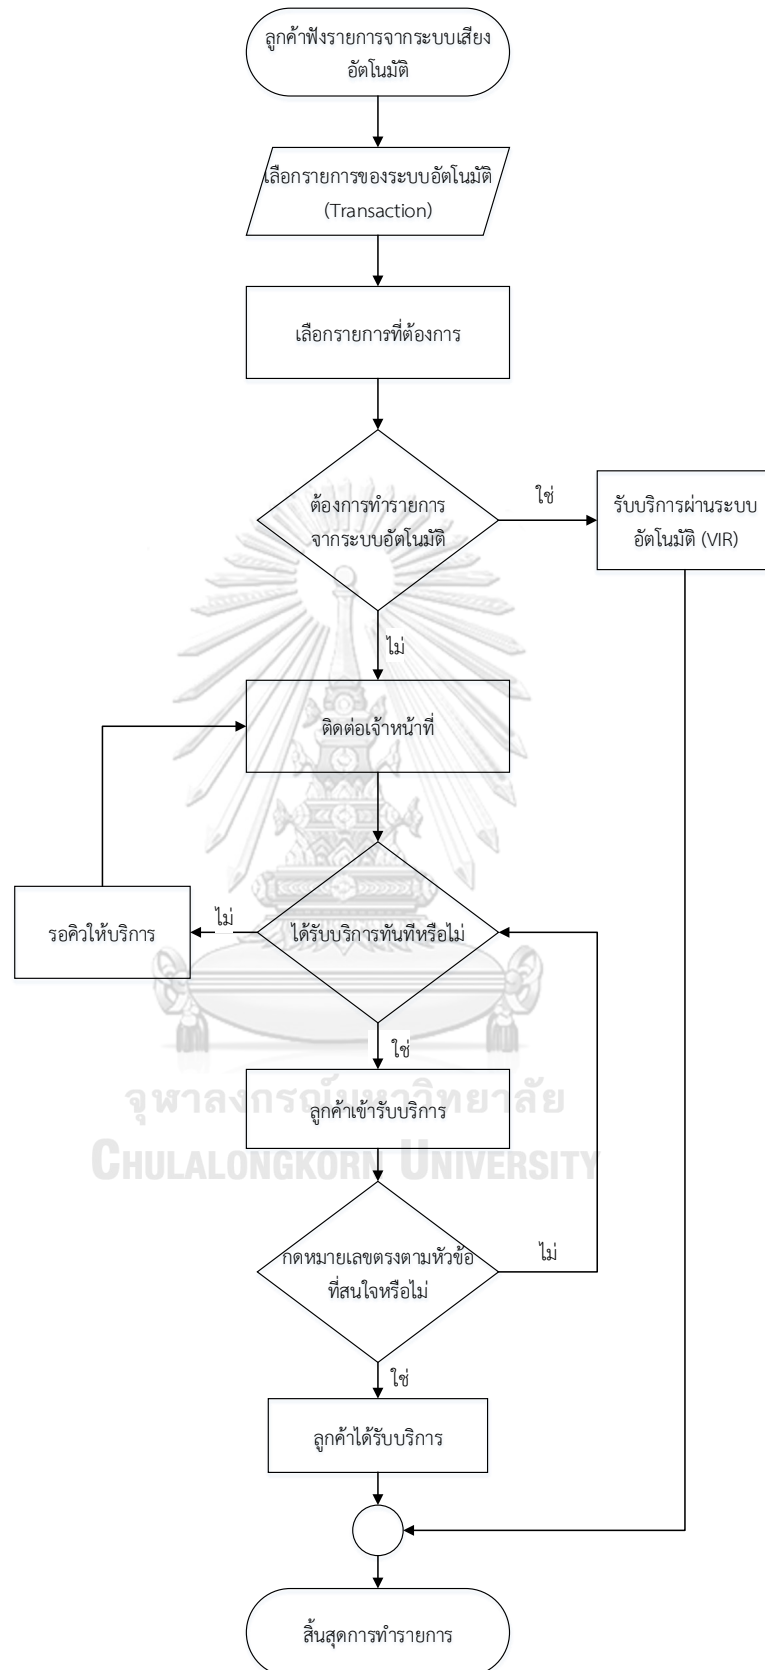 ลูกค้าฟังรายการจากระบบเสียง
อัตโนมัติ
เลือกรายการของระบบอัตโนมัติ
(Transaction)
เลือกรายการที่ต้องการ
ต้องการทำรายการ
จากระบบอัตโนมัติ
ใช่
รับบริการผ่านระบบ
อัตโนมัติ (VIR)
ไม่
ติดต่อเจ้าหน้าที่
รอคิวให้บริการ
ไม่
ได้รับบริการทันทีหรือไม่
ใช่
จุฬาลงกรณ์มหาวิทยาลัย
ลูกค้าเข้ารับบริการ
CHULALONGKORN UNIVERSITY
กดหมายเลขตรงตามหัวข้อ
ที่สนใจหรือไม่
ไม่
ใช่
ลูกค้าได้รับบริการ
สิ้นสุดการทำรายการ